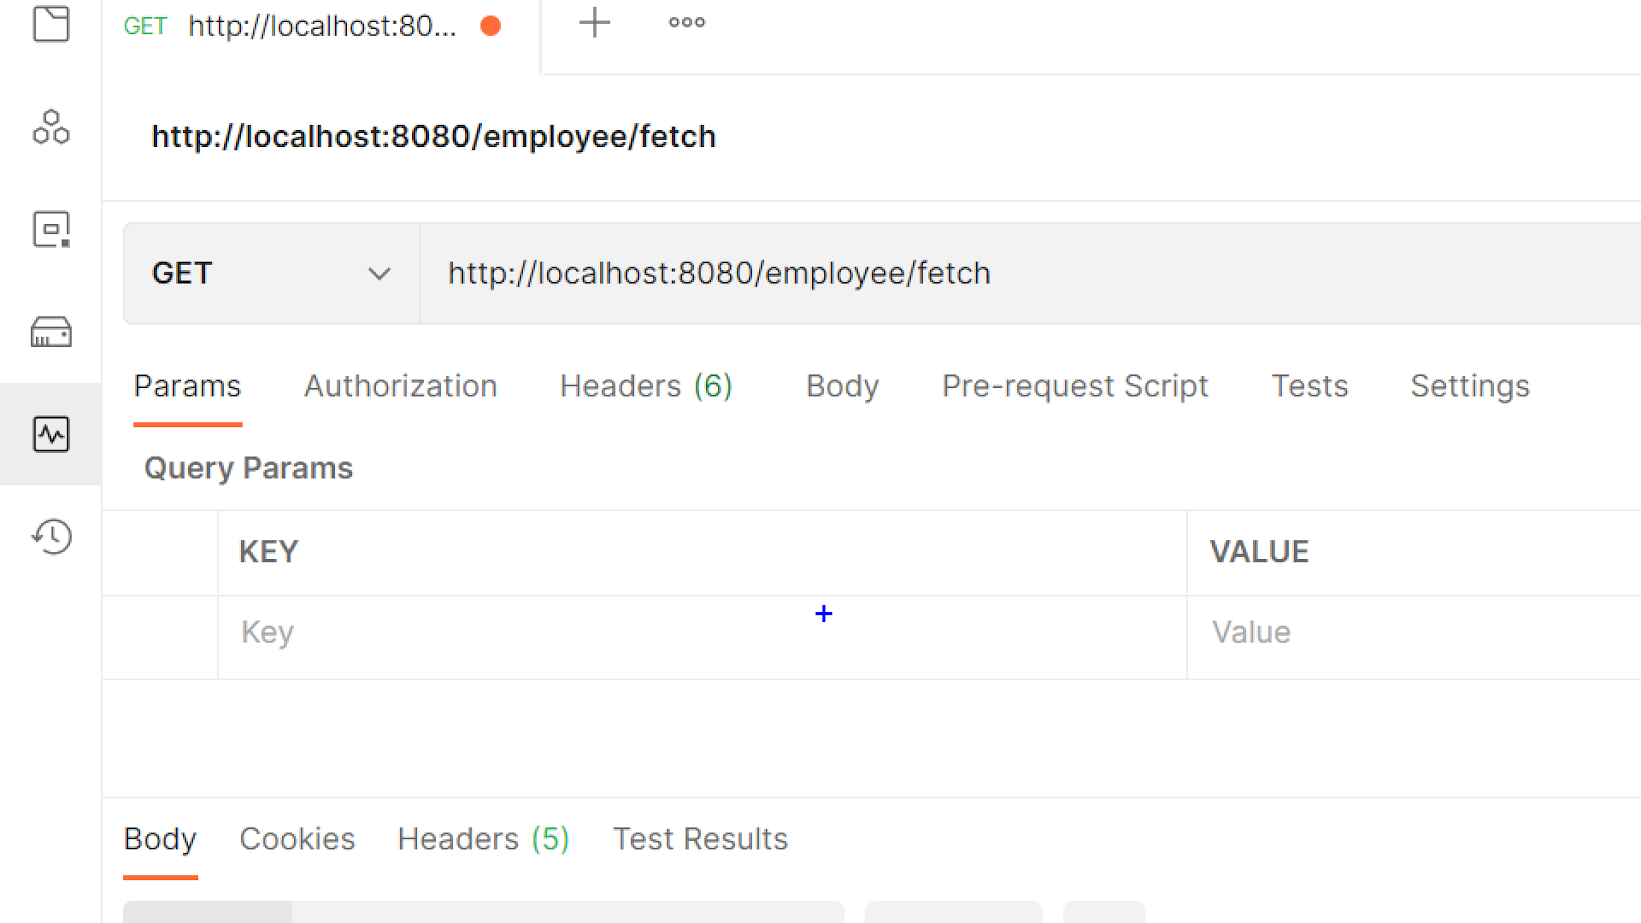 GET http://localhost:80...
http://localhost:8080/employee/fetch
GET http://localhost:8080/employee/fetch
Params Authorization Headers (6) Body Pre-request Script Tests Settings
Query Params
KEY VALUE
Key Value
Body Cookies Headers (5) Test Results